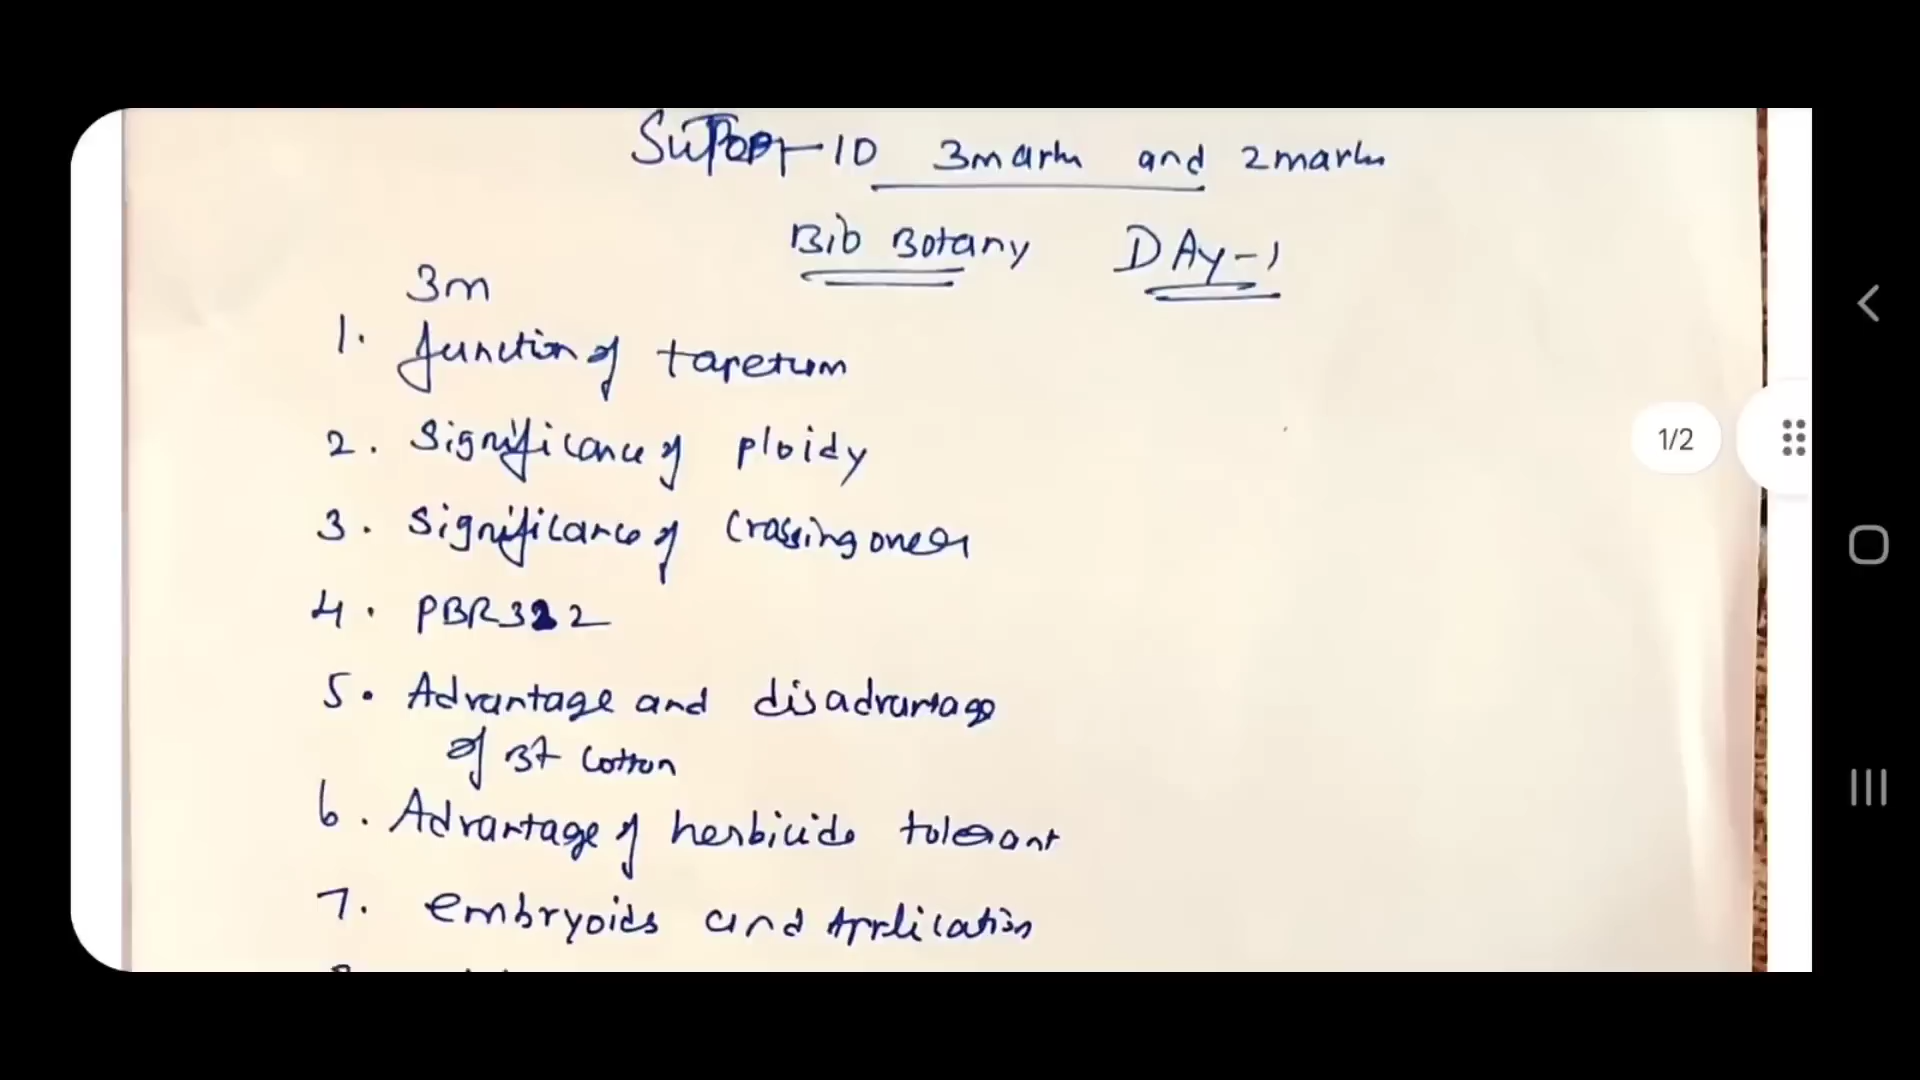 Super-10 3mark and 2mark
Bio Botany DAy-1
3m
1. function of tapetum
2. Significance of ploidy
3. Significance of Crossing over
4. PBR322
5. Advantage and disadvantage
of Bt Cotton
6. Advantage of herbicide tolerant
7. embryoids and Application
1/2